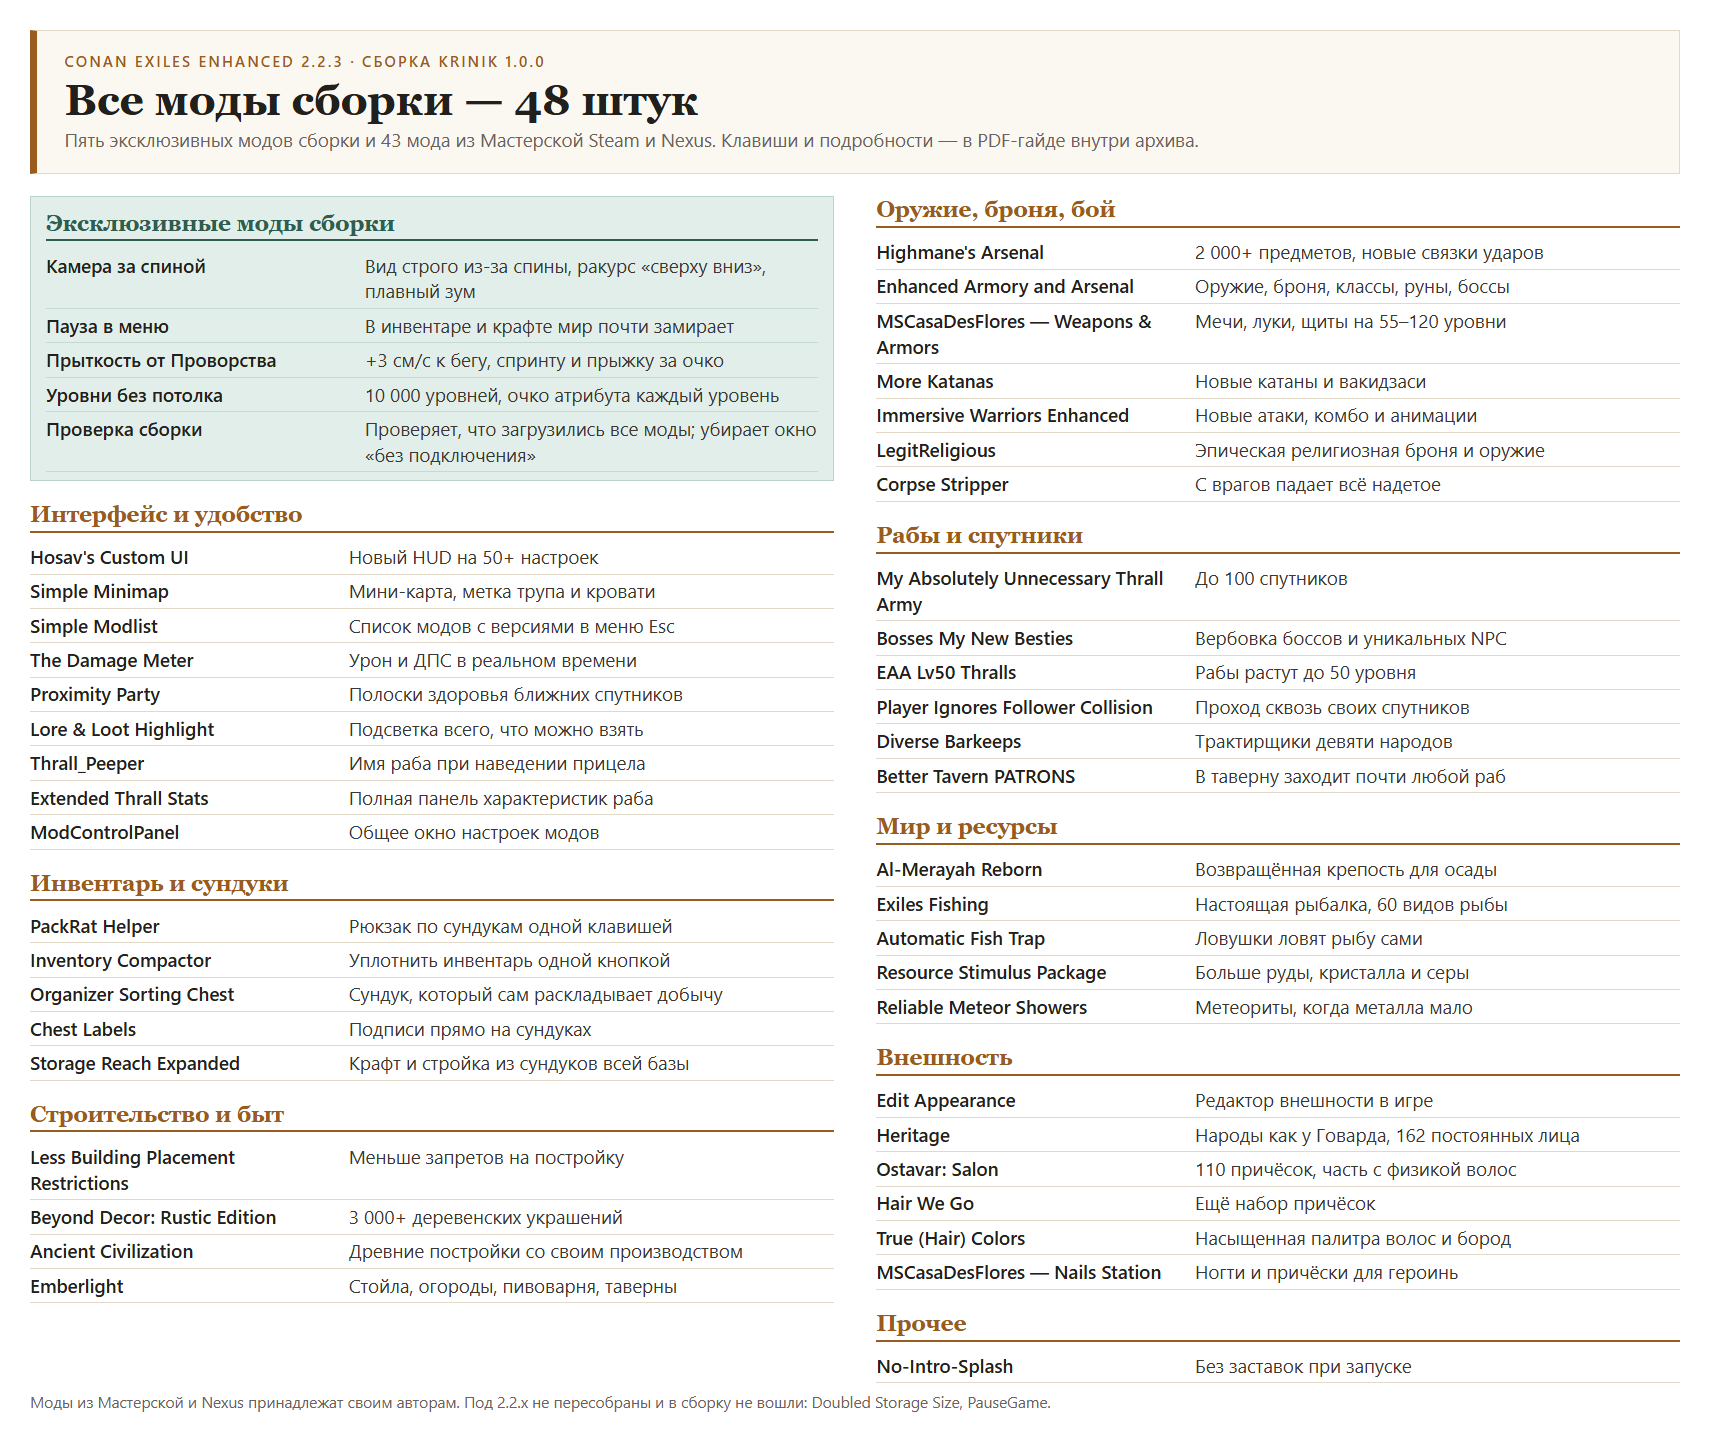 CONAN EXILES ENHANCED 2.2.3 · СБОРКА KRINIK 1.0.0
Все моды сборки — 48 штук
Пять эксклюзивных модов сборки и 43 мода из Мастерской Steam и Nexus. Клавиши и подробности — в PDF-гайде внутри архива.
Эксклюзивные моды сборки
Камера за спиной Вид строго из-за спины, ракурс «сверху вниз»,
плавный зум
Пауза в меню В инвентаре и крафте мир почти замирает
Прыткость от Проворства +3 см/с к бегу, спринту и прыжку за очко
Уровни без потолка 10 000 уровней, очко атрибута каждый уровень
Проверка сборки Проверяет, что загрузились все моды; убирает окно
«без подключения»
Интерфейс и удобство
Hosav's Custom UI Новый HUD на 50+ настроек
Simple Minimap Мини-карта, метка трупа и кровати
Simple Modlist Список модов с версиями в меню Esc
The Damage Meter Урон и ДПС в реальном времени
Proximity Party Полоски здоровья ближних спутников
Lore & Loot Highlight Подсветка всего, что можно взять
Thrall_Peeper Имя раба при наведении прицела
Extended Thrall Stats Полная панель характеристик раба
ModControlPanel Общее окно настроек модов
Инвентарь и сундуки
PackRat Helper Рюкзак по сундукам одной клавишей
Inventory Compactor Уплотнить инвентарь одной кнопкой
Organizer Sorting Chest Сундук, который сам раскладывает добычу
Chest Labels Подписи прямо на сундуках
Storage Reach Expanded Крафт и стройка из сундуков всей базы
Строительство и быт
Less Building Placement Меньше запретов на постройку
Restrictions
Beyond Decor: Rustic Edition 3 000+ деревенских украшений
Ancient Civilization Древние постройки со своим производством
Emberlight Стойла, огороды, пивоварня, таверны
Оружие, броня, бой
Highmane's Arsenal 2 000+ предметов, новые связки ударов
Enhanced Armory and Arsenal Оружие, броня, классы, руны, боссы
MSCasaDesFlores — Weapons & Мечи, луки, щиты на 55–120 уровни
Armors
More Katanas Новые катаны и вакидзаси
Immersive Warriors Enhanced Новые атаки, комбо и анимации
LegitReligious Эпическая религиозная броня и оружие
Corpse Stripper С врагов падает всё надетое
Рабы и спутники
My Absolutely Unnecessary Thrall До 100 спутников
Army
Bosses My New Besties Вербовка боссов и уникальных NPC
EAA Lv50 Thralls Рабы растут до 50 уровня
Player Ignores Follower Collision Проход сквозь своих спутников
Diverse Barkeeps Трактирщики девяти народов
Better Tavern PATRONS В таверну заходит почти любой раб
Мир и ресурсы
Al-Merayah Reborn Возвращённая крепость для осады
Exiles Fishing Настоящая рыбалка, 60 видов рыбы
Automatic Fish Trap Ловушки ловят рыбу сами
Resource Stimulus Package Больше руды, кристалла и серы
Reliable Meteor Showers Метеориты, когда металла мало
Внешность
Edit Appearance Редактор внешности в игре
Heritage Народы как у Говарда, 162 постоянных лица
Ostavar: Salon 110 причёсок, часть с физикой волос
Hair We Go Ещё набор причёсок
True (Hair) Colors Насыщенная палитра волос и бород
MSCasaDesFlores — Nails Station Ногти и причёски для героинь
Прочее
No-Intro-Splash Без заставок при запуске
Моды из Мастерской и Nexus принадлежат своим авторам. Под 2.2.x не пересобраны и в сборку не вошли: Doubled Storage Size, PauseGame.